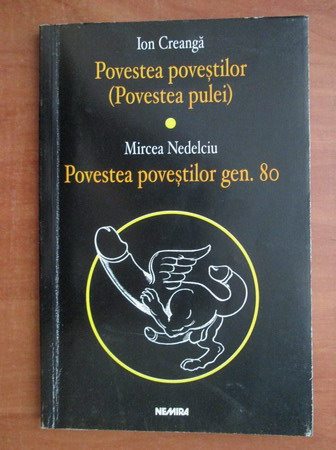 Ion Creangă
Povestea poveștilor
(Povestea pulei)
Mircea Nedelciu
Povestea poveștilor gen. 80
NEMIRA